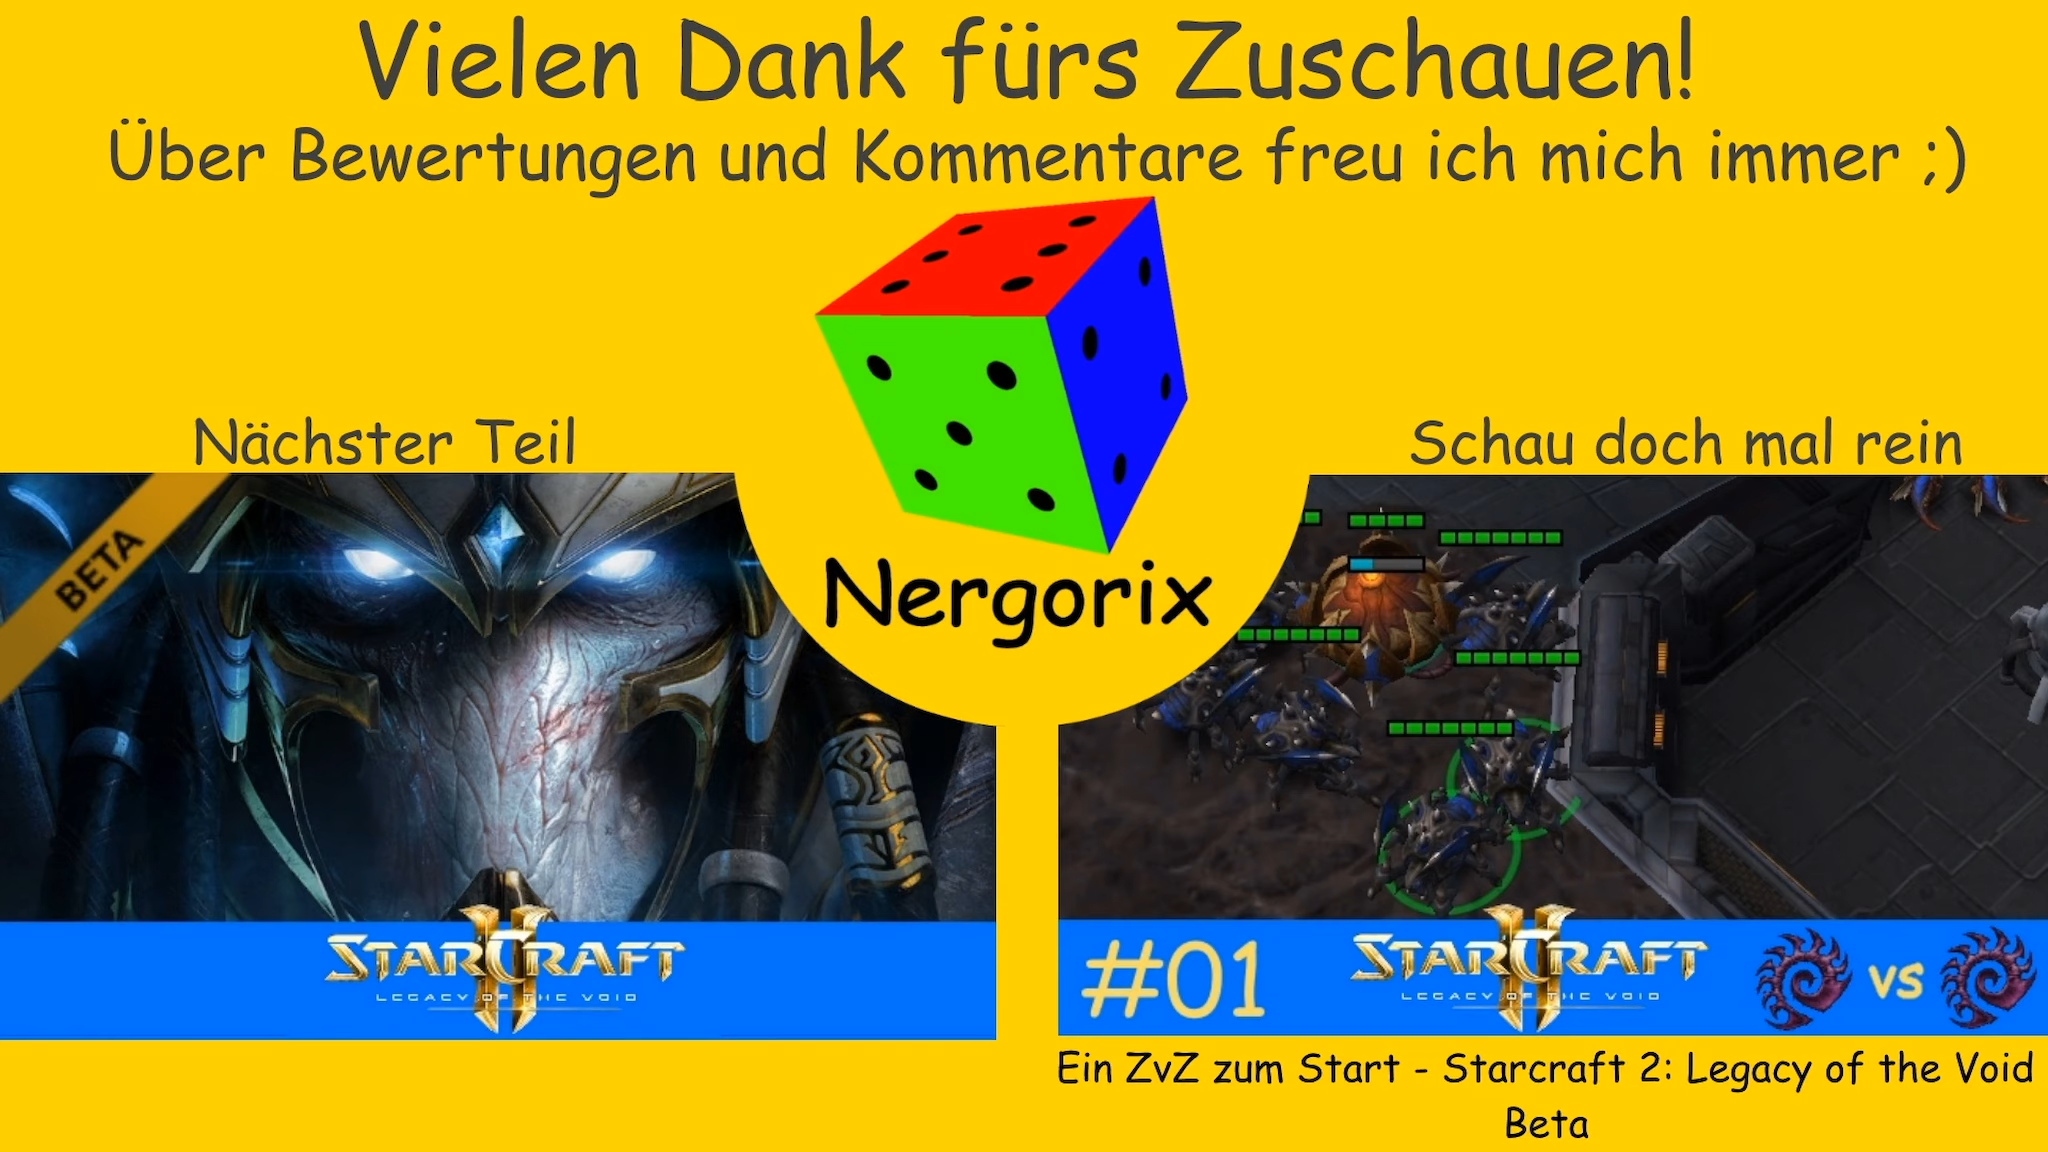 Vielen Dank fürs Zuschauen!
Über Bewertungen und Kommentare freu ich mich immer ;)
Nächster Teil
Schau doch mal rein
BETA
Nergorix
STARCRAFT
II
LEGACY OF THE VOID
#01
STARCRAFT
II
LEGACY OF THE VOID
vs
Ein ZvZ zum Start - Starcraft 2: Legacy of the Void
Beta